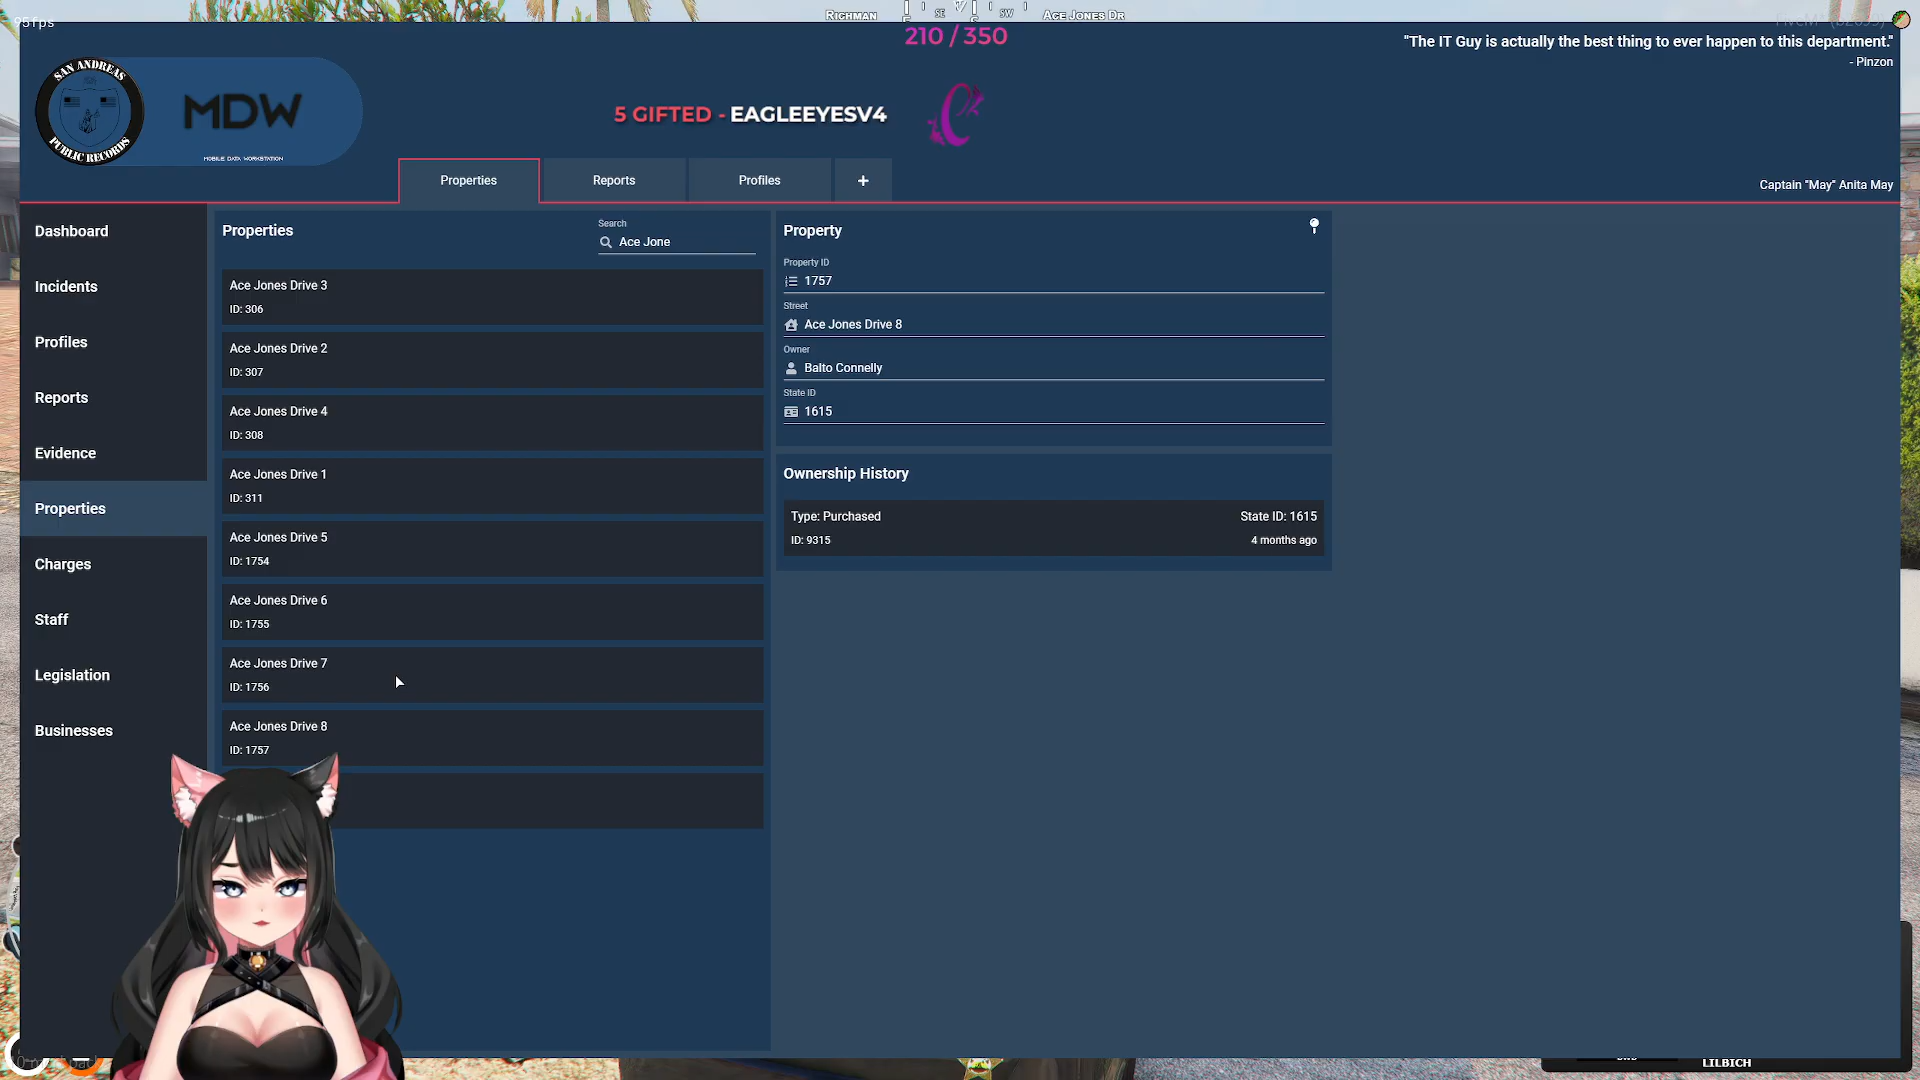 95fps
RICHMAN
SE
SW
ACE JONES DR
210 / 350
"The IT Guy is actually the best thing to ever happen to this department."
- Pinzon
SAN ANDREAS
PUBLIC RECORDS
MDW
MOBILE DATA WORKSTATION
5 GIFTED - EAGLEEYESV4
Properties
Reports
Profiles
+
Captain "May" Anita May
Dashboard
Incidents
Profiles
Reports
Evidence
Properties
Charges
Staff
Legislation
Businesses
Properties
Search
Ace Jone
Ace Jones Drive 3
ID: 306
Ace Jones Drive 2
ID: 307
Ace Jones Drive 4
ID: 308
Ace Jones Drive 1
ID: 311
Ace Jones Drive 5
ID: 1754
Ace Jones Drive 6
ID: 1755
Ace Jones Drive 7
ID: 1756
Ace Jones Drive 8
ID: 1757
Property
Property ID
1757
Street
Ace Jones Drive 8
Owner
Balto Connelly
State ID
1615
Ownership History
Type: Purchased
State ID: 1615
ID: 9315
4 months ago
LILBICH